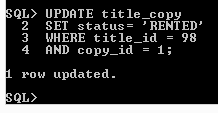 SQL> UPDATE title_copy
2 SET status= 'RENTED'
3 WHERE title_id = 98
4 AND copy_id = 1;
1 row updated.
SQL>